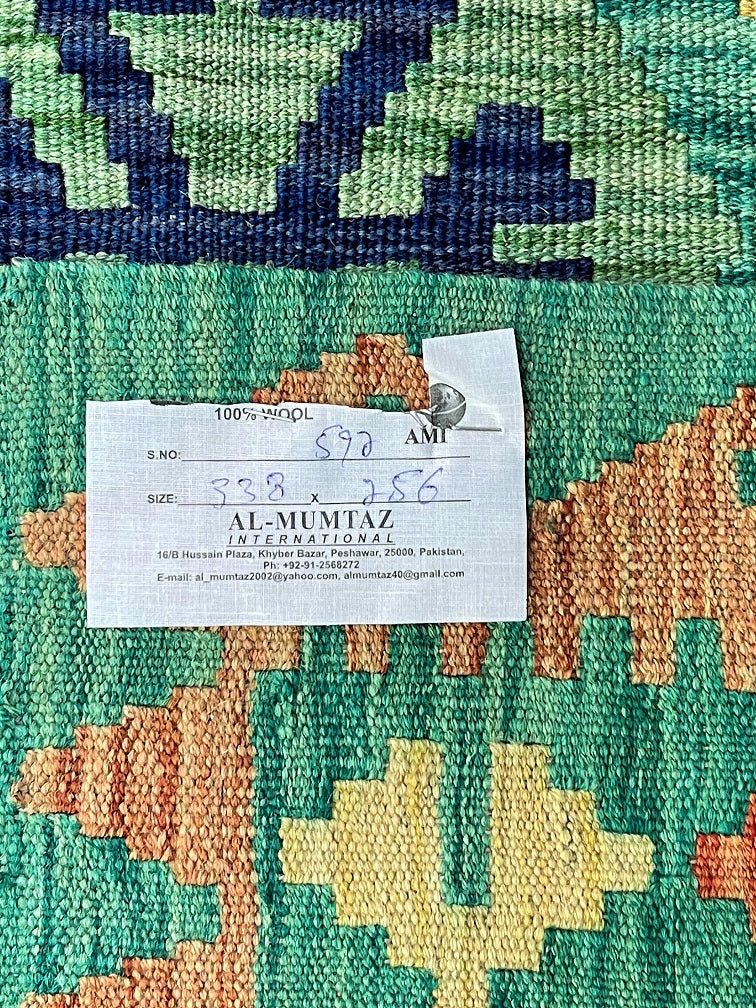 100% WOOL
AMI
S.NO: 592
SIZE: 338 x 256
AL-MUMTAZ
INTERNATIONAL
16/B Hussain Plaza, Khyber Bazar, Peshawar, 25000, Pakistan,
Ph: +92-91-2568272
E-mail: al_mumtaz2002@yahoo.com, almumtaz40@gmail.com